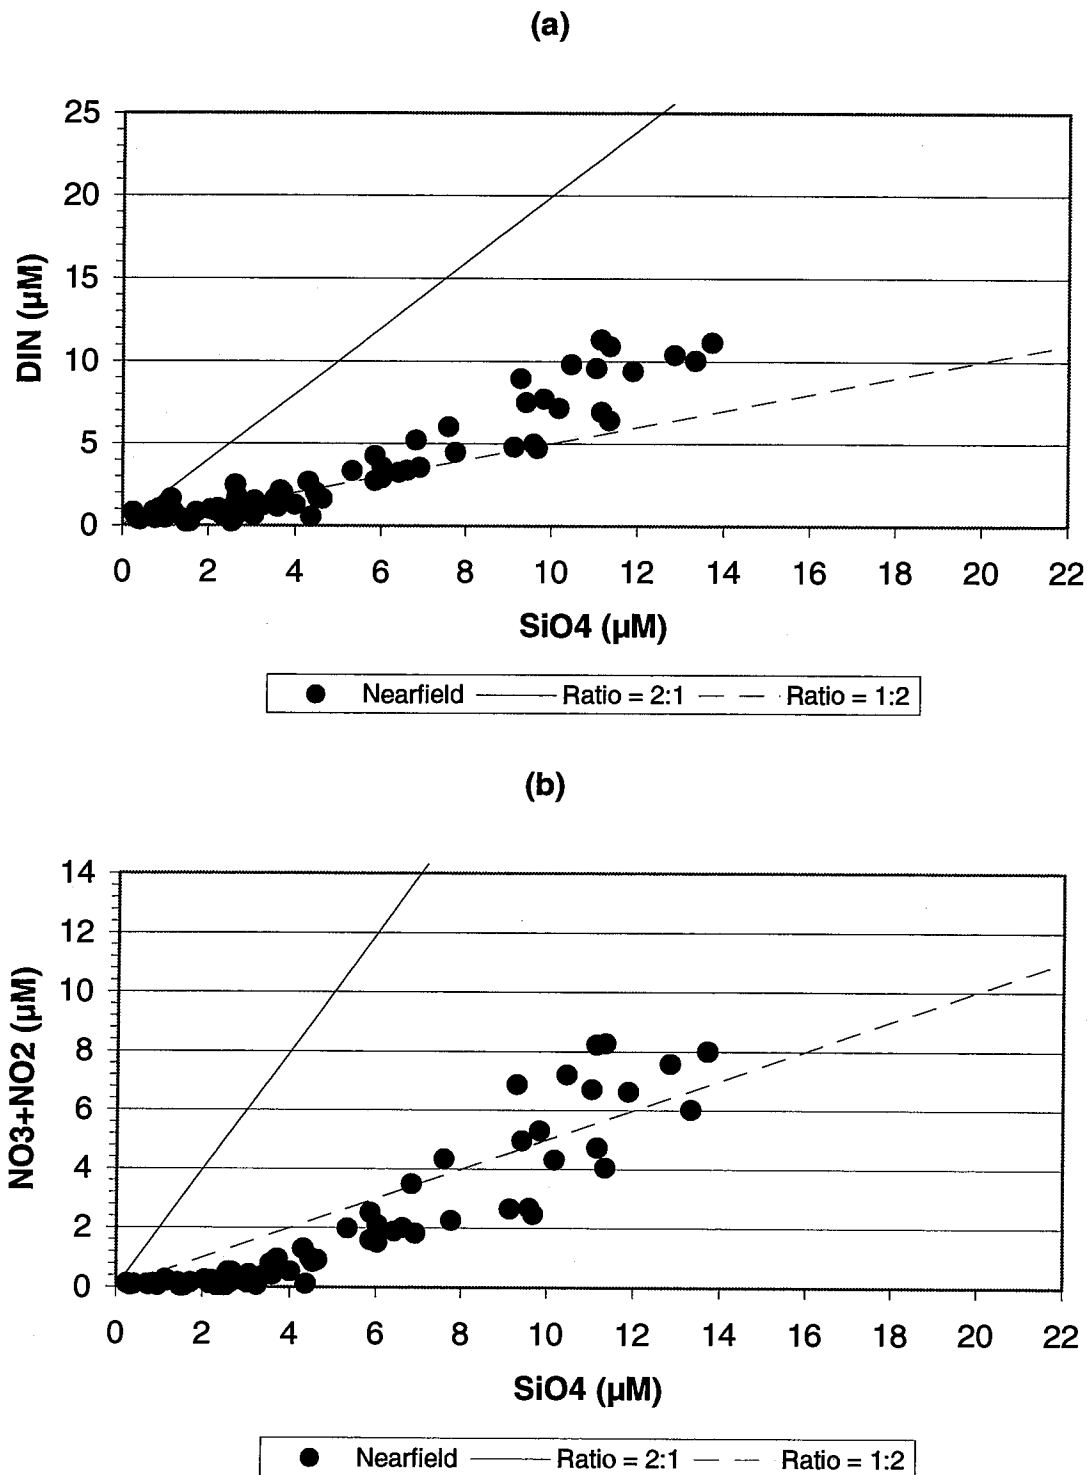 (a)
25
20
15
10
5
0
DIN (µM)
0 2 4 6 8 10 12 14 16 18 20 22
SiO4 (µM)
Nearfield Ratio = 2:1 Ratio = 1:2
(b)
14
12
10
8
6
4
2
0
NO3+NO2 (µM)
0 2 4 6 8 10 12 14 16 18 20 22
SiO4 (µM)
Nearfield Ratio = 2:1 Ratio = 1:2